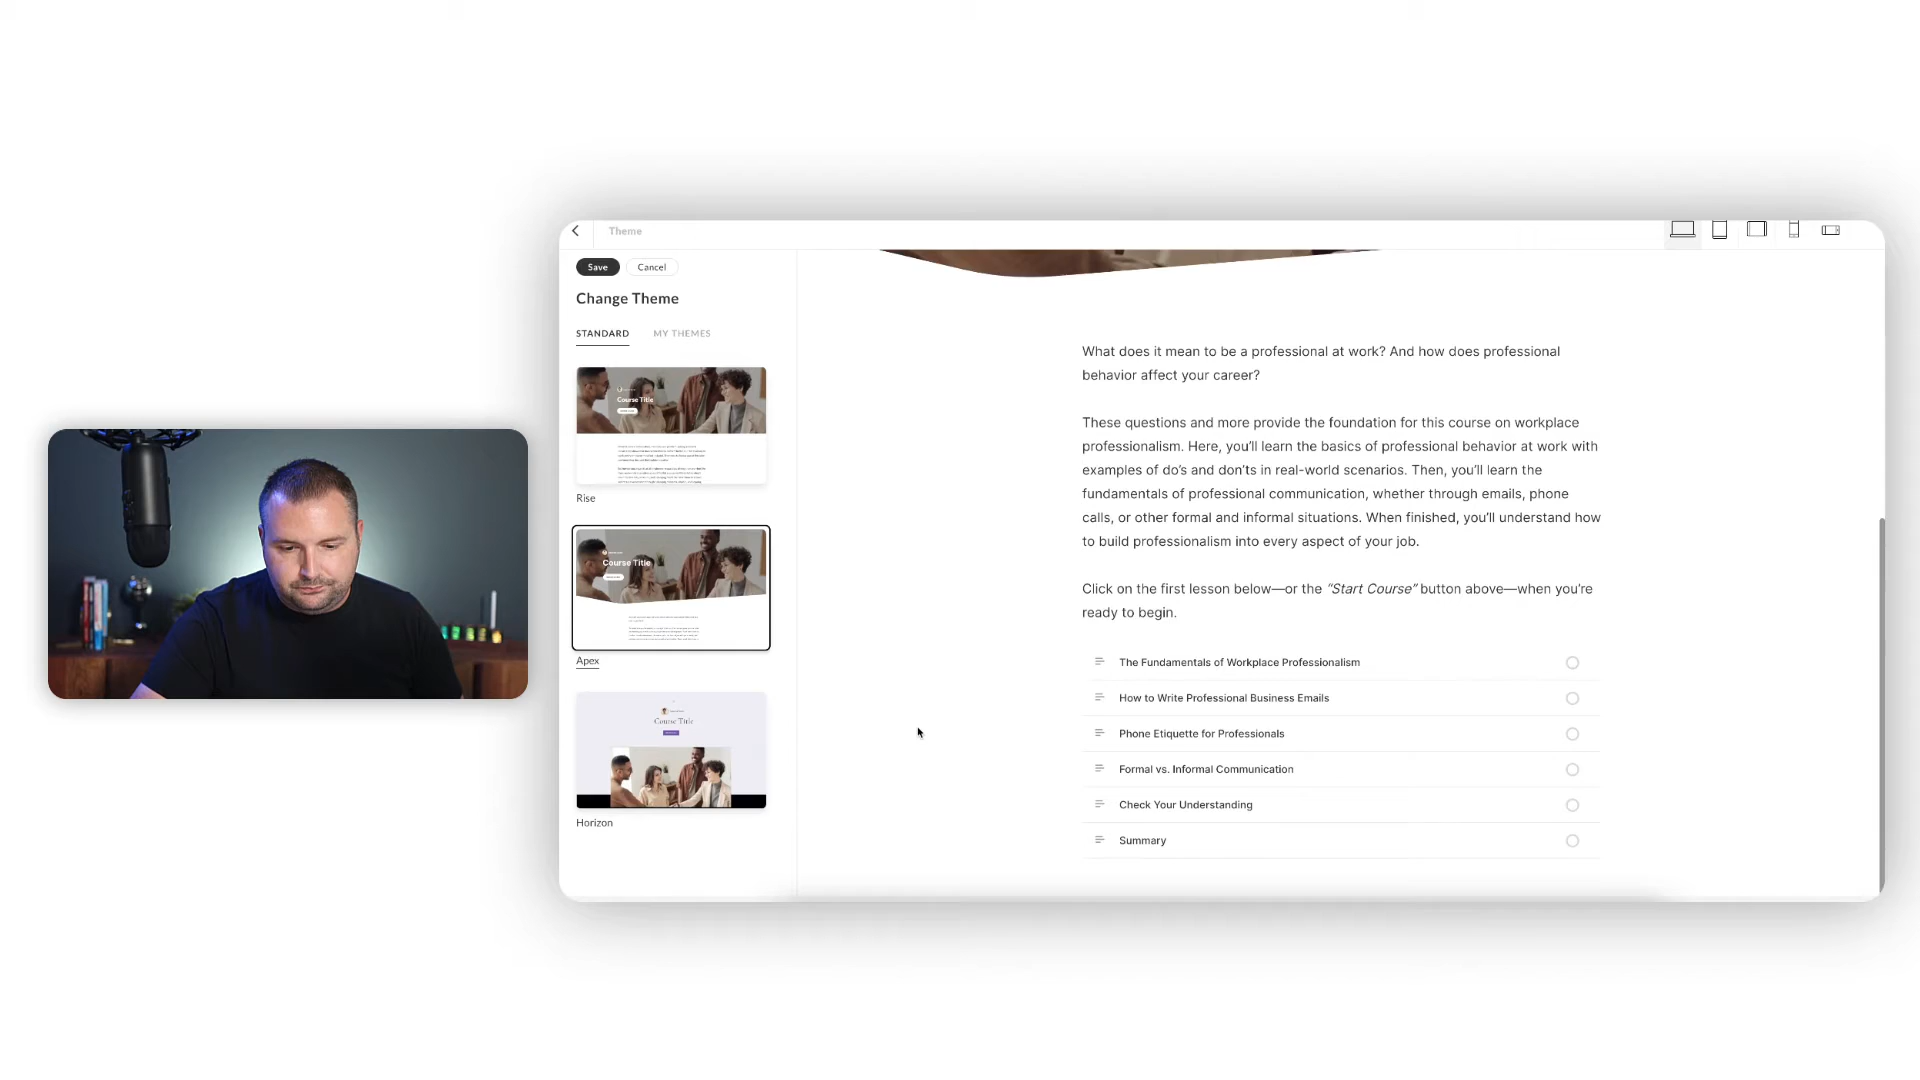 Theme
Save
Cancel
Change Theme
STANDARD
MY THEMES
Course Title
Rise
Course Title
Apex
Course Title
Horizon
What does it mean to be a professional at work? And how does professional
behavior affect your career?
These questions and more provide the foundation for this course on workplace
professionalism. Here, you’ll learn the basics of professional behavior at work with
examples of do’s and don’ts in real-world scenarios. Then, you’ll learn the
fundamentals of professional communication, whether through emails, phone
calls, or other formal and informal situations. When finished, you’ll understand how
to build professionalism into every aspect of your job.
Click on the first lesson below—or the “Start Course” button above—when you’re
ready to begin.
The Fundamentals of Workplace Professionalism
How to Write Professional Business Emails
Phone Etiquette for Professionals
Formal vs. Informal Communication
Check Your Understanding
Summary